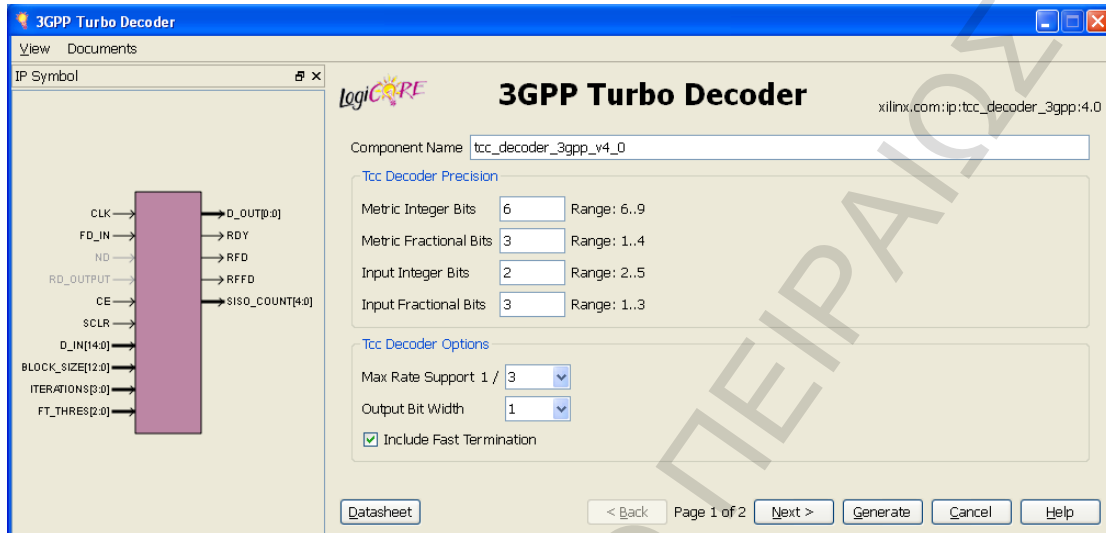 3GPP Turbo Decoder
View Documents
IP Symbol
CLK
FD_IN
ND
RD_OUTPUT
CE
SCLR
D_IN[14:0]
BLOCK_SIZE[12:0]
ITERATIONS[3:0]
FT_THRES[2:0]
D_OUT[0:0]
RDY
RFD
RFFD
SISO_COUNT[4:0]
LogiCORE
3GPP Turbo Decoder
xilinx.com:ip:tcc_decoder_3gpp:4.0
Component Name tcc_decoder_3gpp_v4_0
Tcc Decoder Precision
Metric Integer Bits 6 Range: 6..9
Metric Fractional Bits 3 Range: 1..4
Input Integer Bits 2 Range: 2..5
Input Fractional Bits 3 Range: 1..3
Tcc Decoder Options
Max Rate Support 1 / 3
Output Bit Width 1
Include Fast Termination
Datasheet < Back Page 1 of 2 Next > Generate Cancel Help
ΠΕΙΡΑΙΩΣ